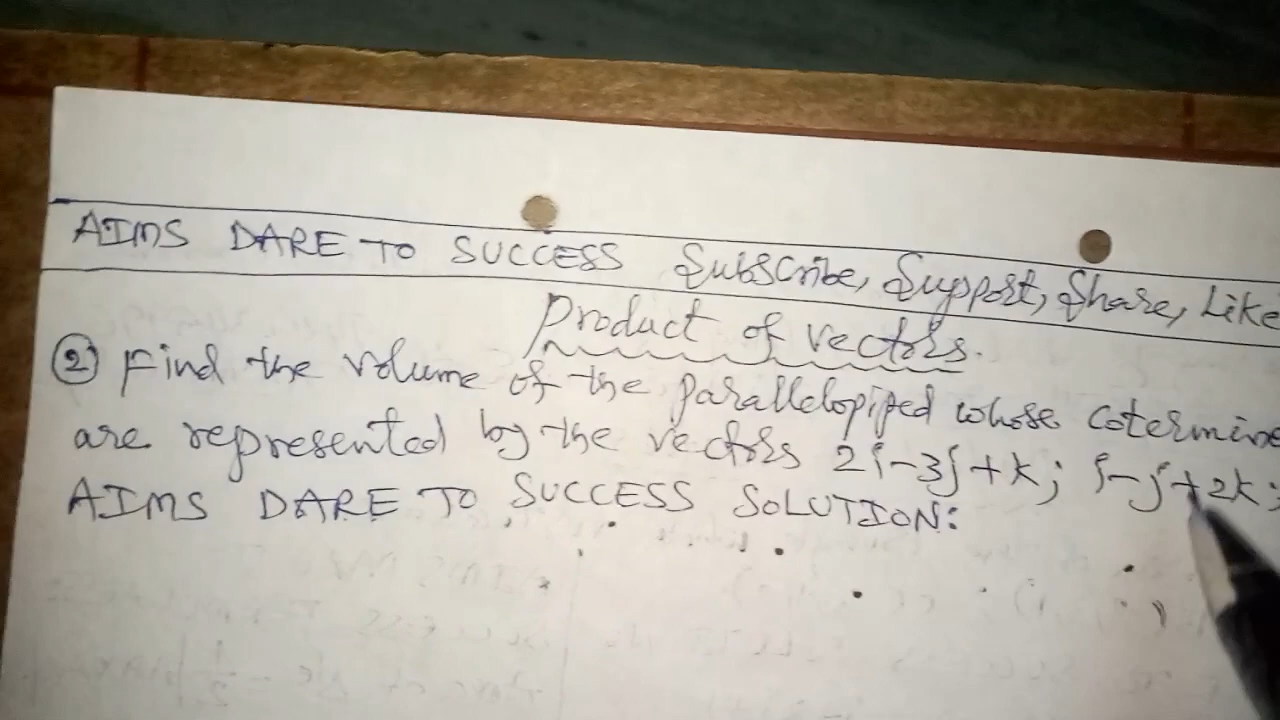 AIMS DARE TO SUCCESS Subscribe, Support, Share, Like
Product of vectors.
② Find the volume of the parallelopiped whose cotermine
are represented by the vectors 2i-3j+k; i-j+2k;
AIMS DARE TO SUCCESS SOLUTION: